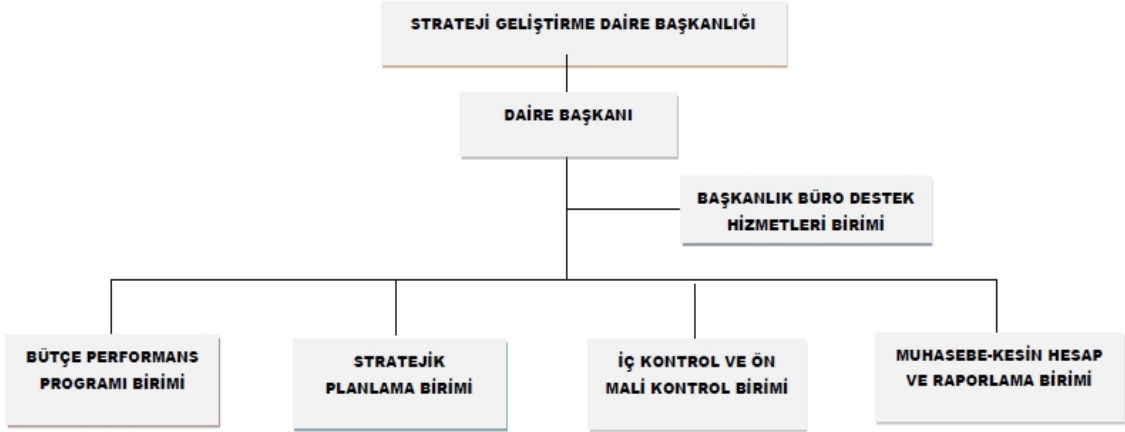 STRATEJİ GELİŞTİRME DAİRE BAŞKANLIĞI
DAİRE BAŞKANI
BAŞKANLIK BÜRO DESTEK
HİZMETLERİ BİRİMİ
BÜTÇE PERFORMANS
PROGRAMI BİRİMİ
STRATEJİK
PLANLAMA BİRİMİ
İÇ KONTROL VE ÖN
MALİ KONTROL BİRİMİ
MUHASEBE-KESİN HESAP
VE RAPORLAMA BİRİMİ